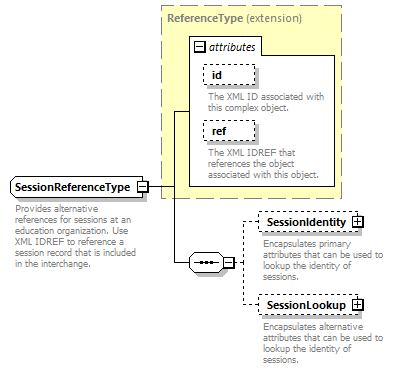 ReferenceType (extension)
attributes
id
The XML ID associated with
this complex object.
ref
The XML IDREF that
references the object
associated with this object.
SessionReferenceType
Provides alternative
references for sessions at an
education organization. Use
XML IDREF to reference a
session record that is included
in the interchange.
SessionIdentity
Encapsulates primary
attributes that can be used to
lookup the identity of
sessions.
SessionLookup
Encapsulates alternative
attributes that can be used to
lookup the identity of
sessions.